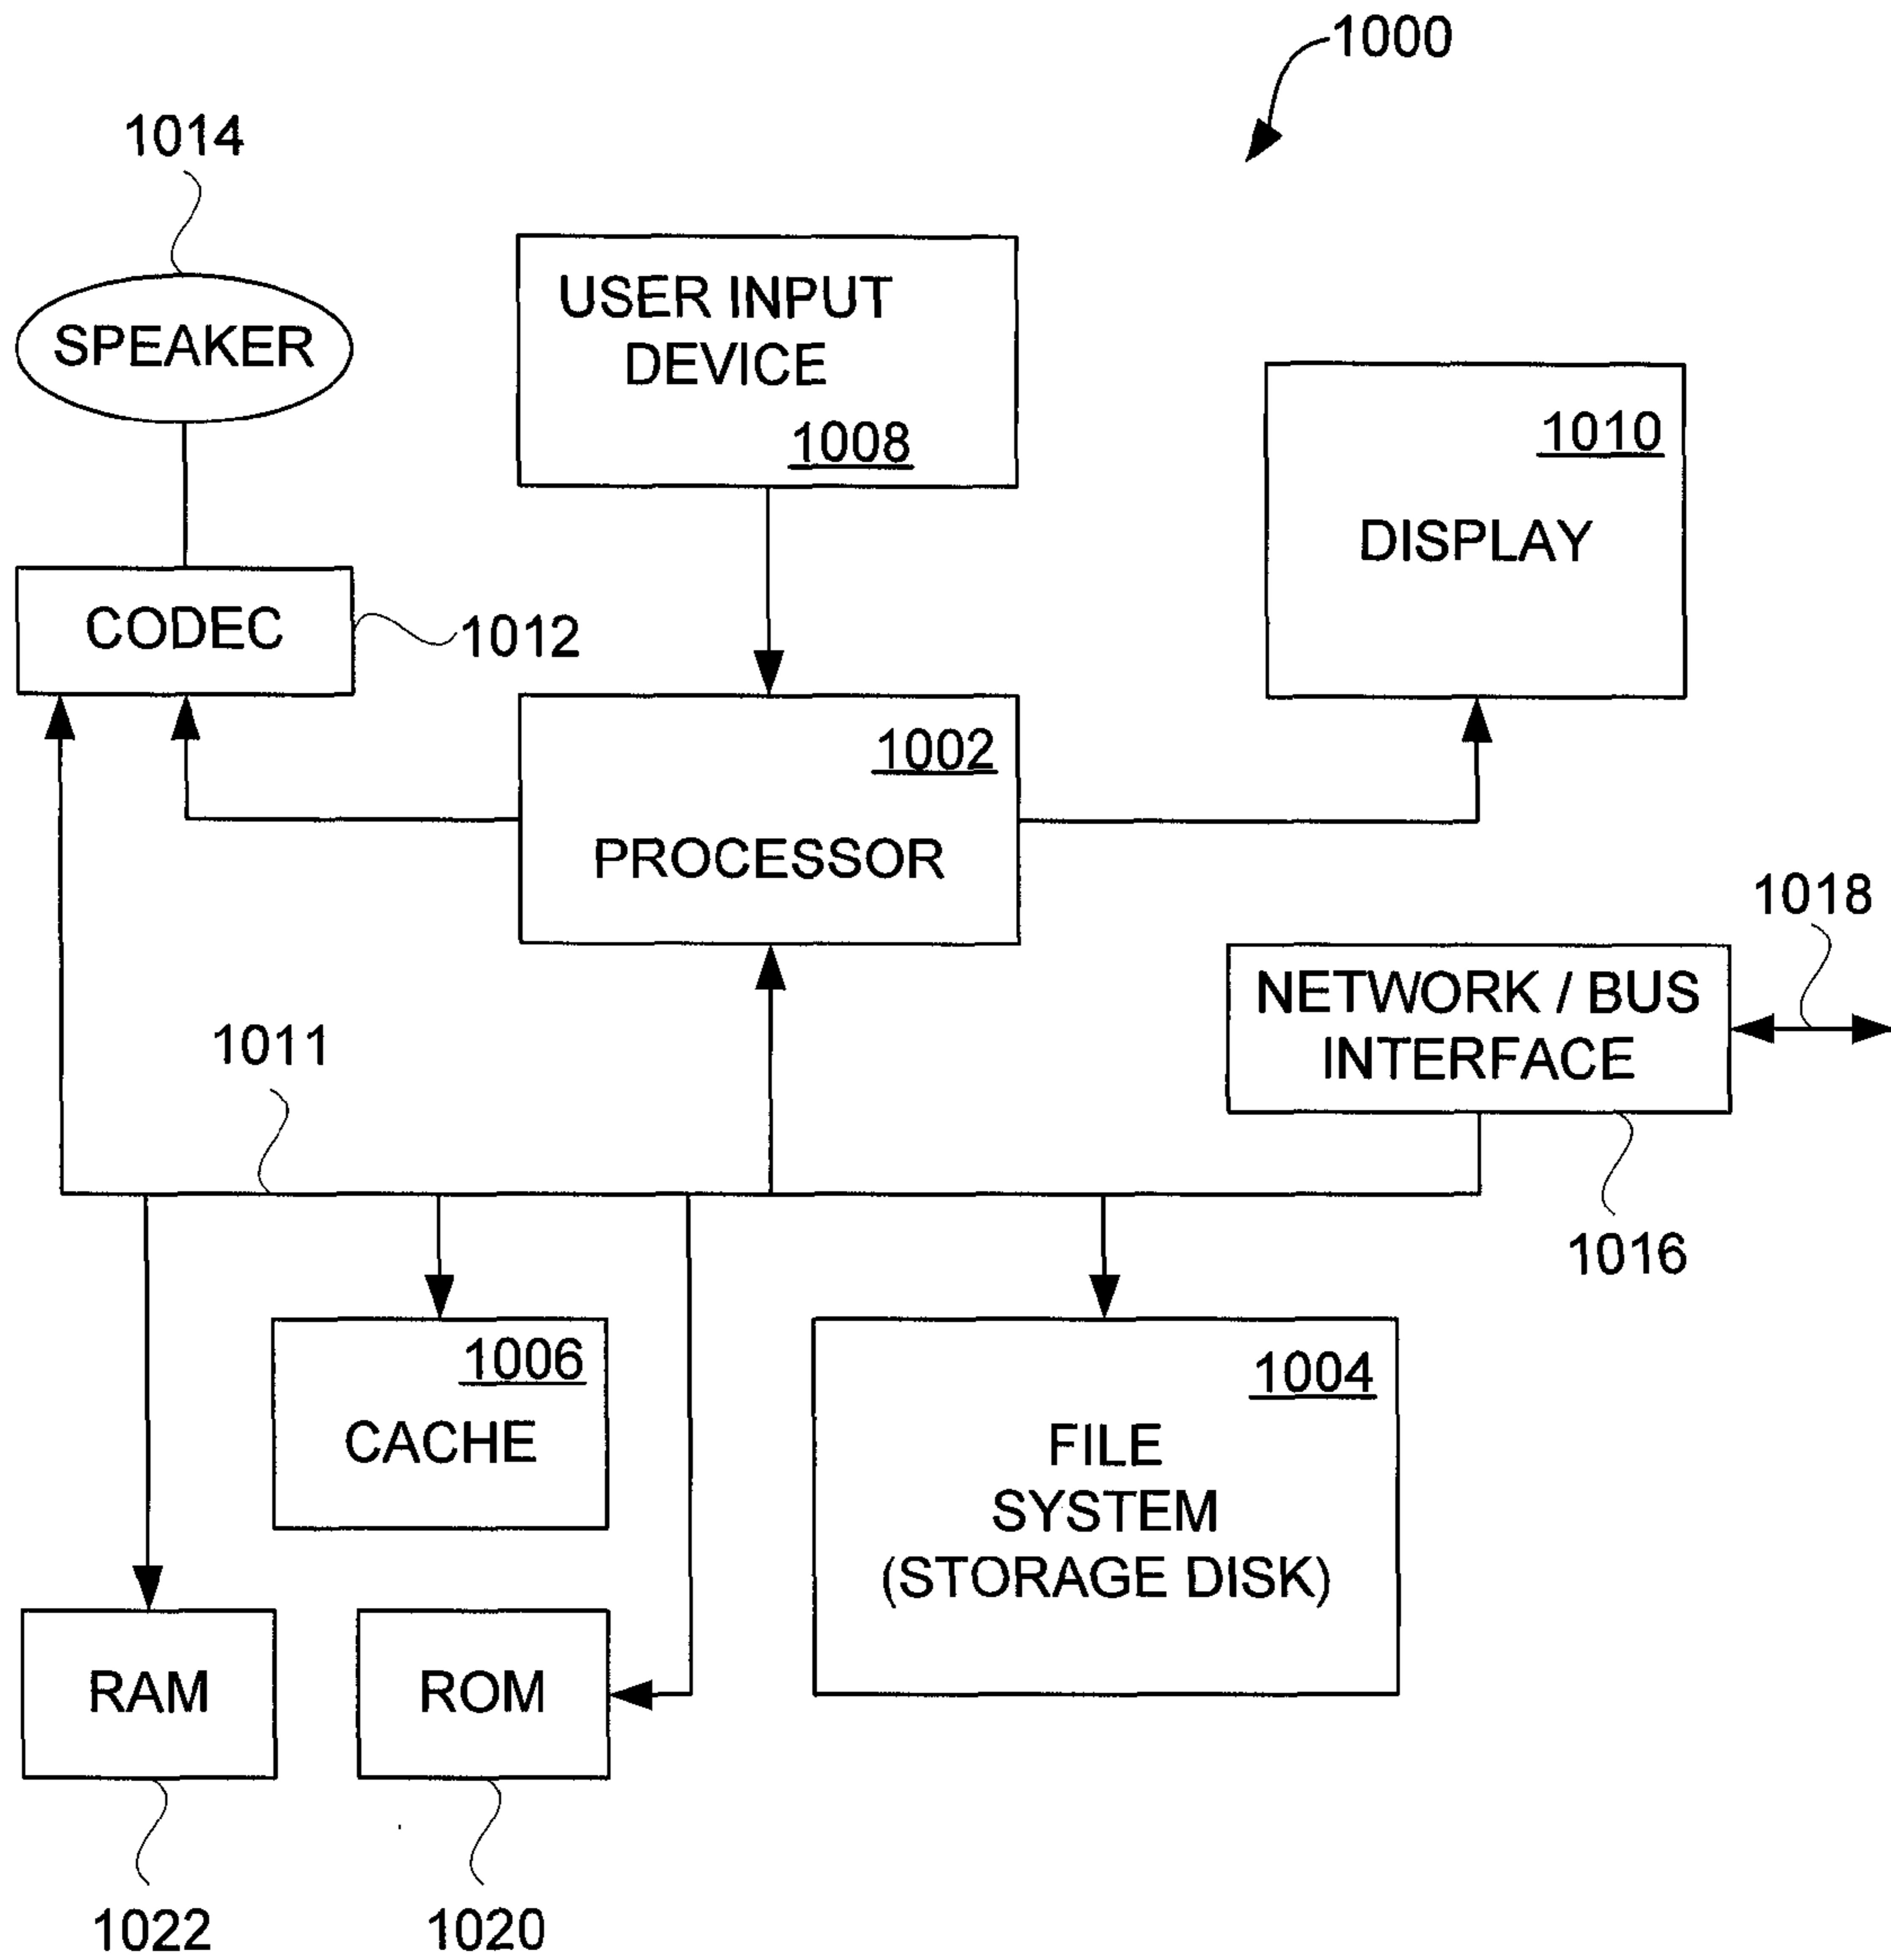 1000
1014
SPEAKER
USER INPUT
DEVICE
1008
1010
DISPLAY
CODEC
1012
1002
PROCESSOR
1018
NETWORK / BUS
INTERFACE
1011
1016
1006
CACHE
1004
FILE
SYSTEM
(STORAGE DISK)
RAM
ROM
1022
1020